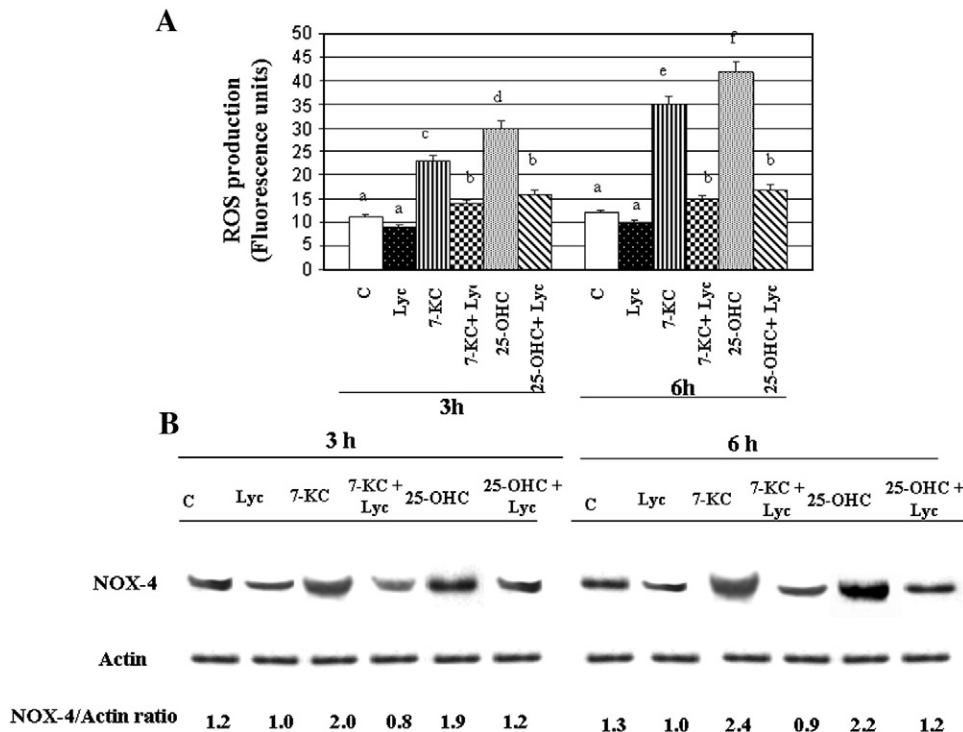 A
ROS production
(Fluorescence units)
50
45
40
35
30
25
20
15
10
5
0
a
a
c
b
d
b
a
a
e
b
f
b
C
Lyc
7-KC
7-KC+ Lyc
25-OHC
25-OHC+ Lyc
C
Lyc
7-KC
7-KC+ Lyc
25-OHC
25-OHC+ Lyc
3h
6h
B
3 h
6 h
C
Lyc
7-KC
7-KC +
Lyc
25-OHC
25-OHC +
Lyc
C
Lyc
7-KC
7-KC +
Lyc
25-OHC
25-OHC +
Lyc
NOX-4
Actin
NOX-4/Actin ratio 1.2 1.0 2.0 0.8 1.9 1.2 1.3 1.0 2.4 0.9 2.2 1.2